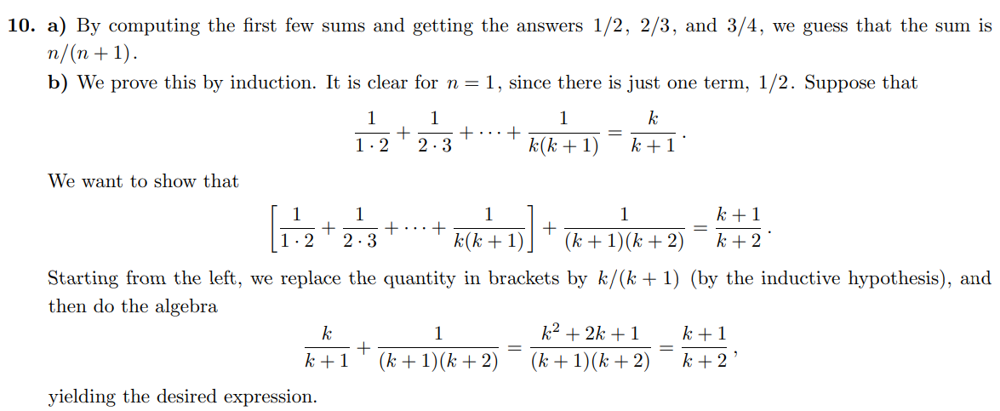 10. a) By computing the first few sums and getting the answers 1/2, 2/3, and 3/4, we guess that the sum is
n/(n + 1).
b) We prove this by induction. It is clear for n = 1, since there is just one term, 1/2. Suppose that
\frac{1}{1 \cdot 2} + \frac{1}{2 \cdot 3} + \cdots + \frac{1}{k(k + 1)} = \frac{k}{k + 1} .
We want to show that
\left[ \frac{1}{1 \cdot 2} + \frac{1}{2 \cdot 3} + \cdots + \frac{1}{k(k + 1)} \right] + \frac{1}{(k + 1)(k + 2)} = \frac{k + 1}{k + 2} .
Starting from the left, we replace the quantity in brackets by k/(k + 1) (by the inductive hypothesis), and
then do the algebra
\frac{k}{k + 1} + \frac{1}{(k + 1)(k + 2)} = \frac{k^2 + 2k + 1}{(k + 1)(k + 2)} = \frac{k + 1}{k + 2} ,
yielding the desired expression.